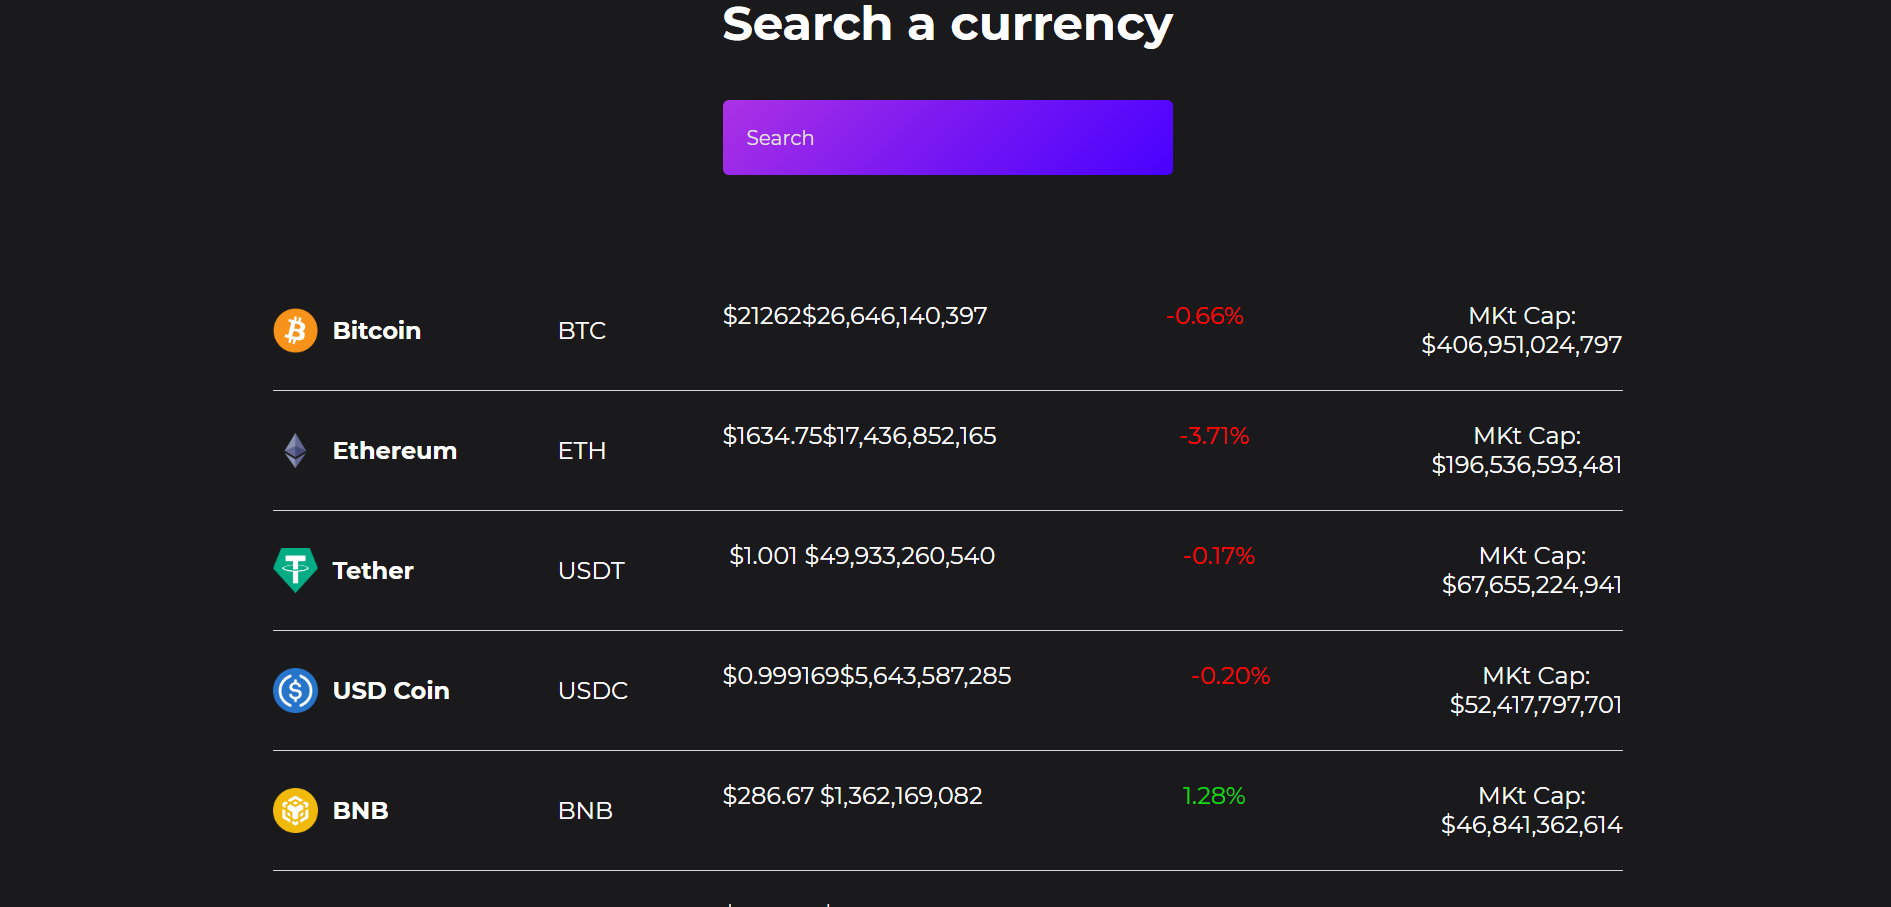 Search a currency
Search
Bitcoin BTC $21262$26,646,140,397 -0.66% MKt Cap:
$406,951,024,797
Ethereum ETH $1634.75$17,436,852,165 -3.71% MKt Cap:
$196,536,593,481
Tether USDT $1.001 $49,933,260,540 -0.17% MKt Cap:
$67,655,224,941
USD Coin USDC $0.999169$5,643,587,285 -0.20% MKt Cap:
$52,417,797,701
BNB BNB $286.67 $1,362,169,082 1.28% MKt Cap:
$46,841,362,614